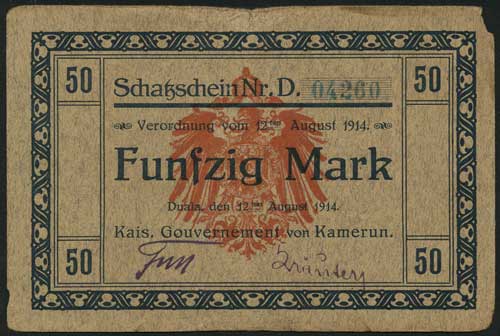 50 50
Schatzschein Nr. D. 04260
Verordnung vom 12ten August 1914.
Funfzig Mark
Duala, den 12ten August 1914.
Kais. Gouvernement von Kamerun.
50 50